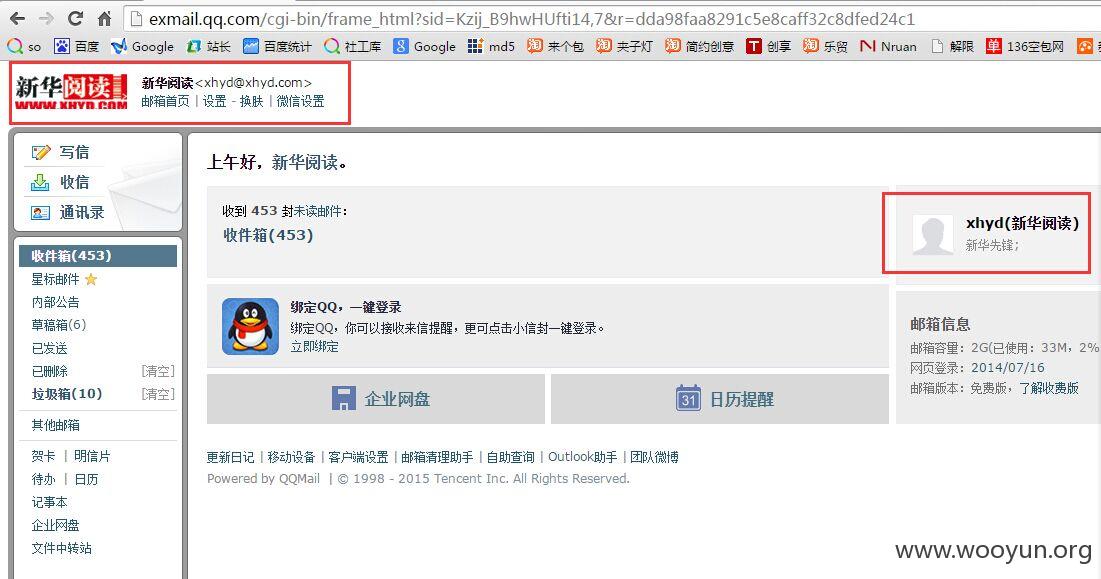 exmail.qq.com/cgi-bin/frame_html?sid=Kzij_B9hwHUfti14,7&r=dda98faa8291c5e8caff32c8dfed24c1
so 百度 Google 站长 百度统计 社工库 Google md5 来个包 夹子灯 简约创意 创享 乐贸 Nruan 解限 136空包网
新华阅读 新华阅读<xhyd@xhyd.com>
WWW.XHYD.COM 邮箱首页 | 设置 - 换肤 | 微信设置
写信
收信
通讯录
收件箱(453)
星标邮件
内部公告
草稿箱(6)
已发送
已删除 [清空]
垃圾箱(10) [清空]
其他邮箱
贺卡 | 明信片
待办 | 日历
记事本
企业网盘
文件中转站
上午好，新华阅读。
收到 453 封未读邮件：
收件箱(453)
绑定QQ，一键登录
绑定QQ，你可以接收来信提醒，更可点击小信封一键登录。
立即绑定
企业网盘
31 日历提醒
xhyd(新华阅读)
新华先锋;
邮箱信息
邮箱容量：2G(已使用：33M，2%
网页登录：2014/07/16
邮箱版本：免费版，了解收费版
更新日记 | 移动设备 | 客户端设置 | 邮箱清理助手 | 自助查询 | Outlook助手 | 团队微博
Powered by QQMail | © 1998 - 2015 Tencent Inc. All Rights Reserved.
www.wooyun.org